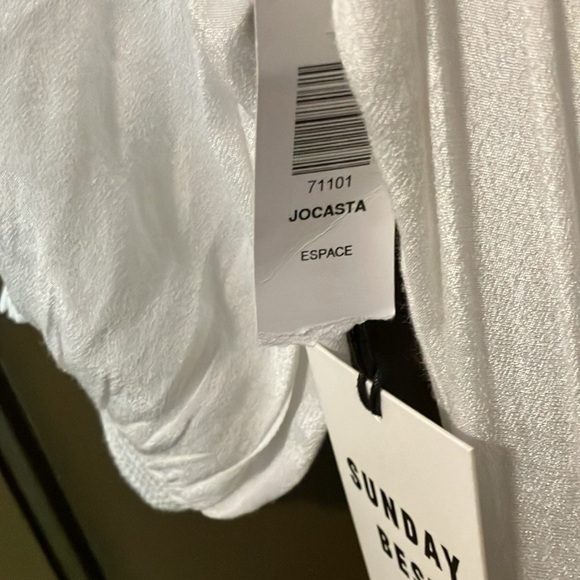 71101
JOCASTA
ESPACE
SUNDAY
BES